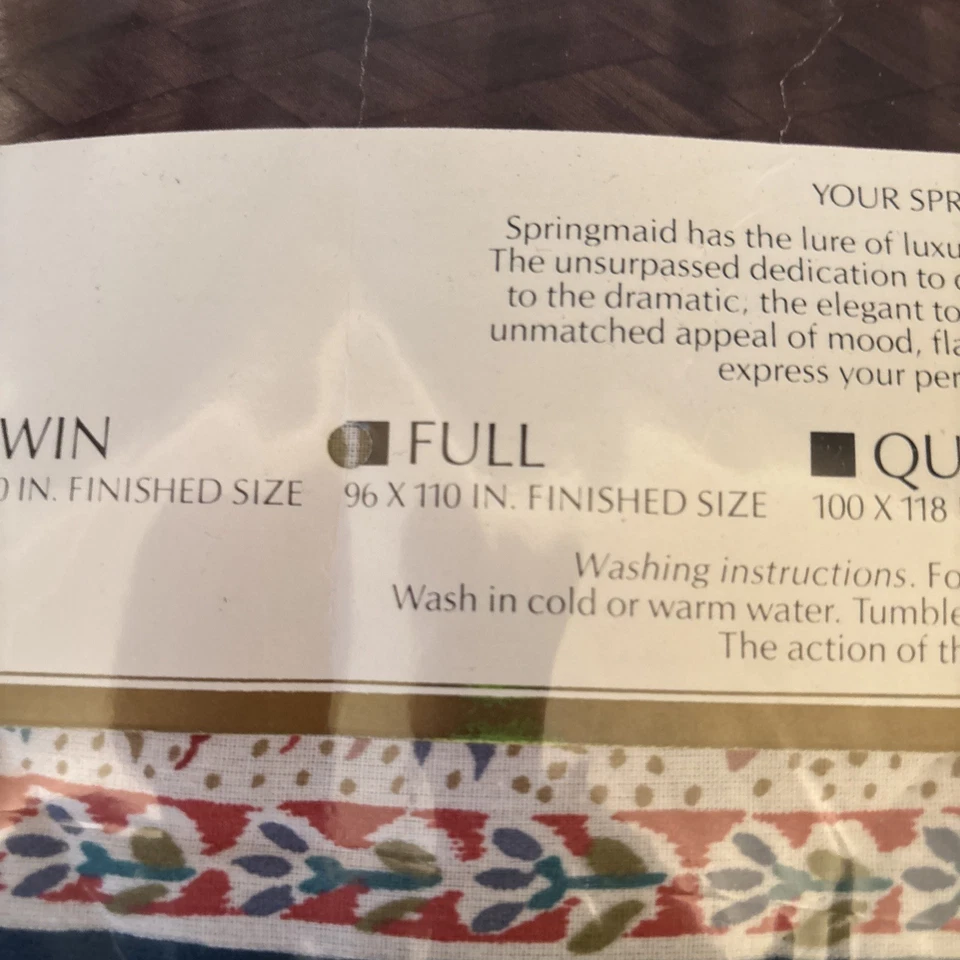 YOUR SPR
Springmaid has the lure of luxu
The unsurpassed dedication to
to the dramatic, the elegant to
unmatched appeal of mood, fla
express your per
WIN FULL QU
0 IN. FINISHED SIZE 96 X 110 IN. FINISHED SIZE 100 X 118
Washing instructions. Fo
Wash in cold or warm water. Tumble
The action of th